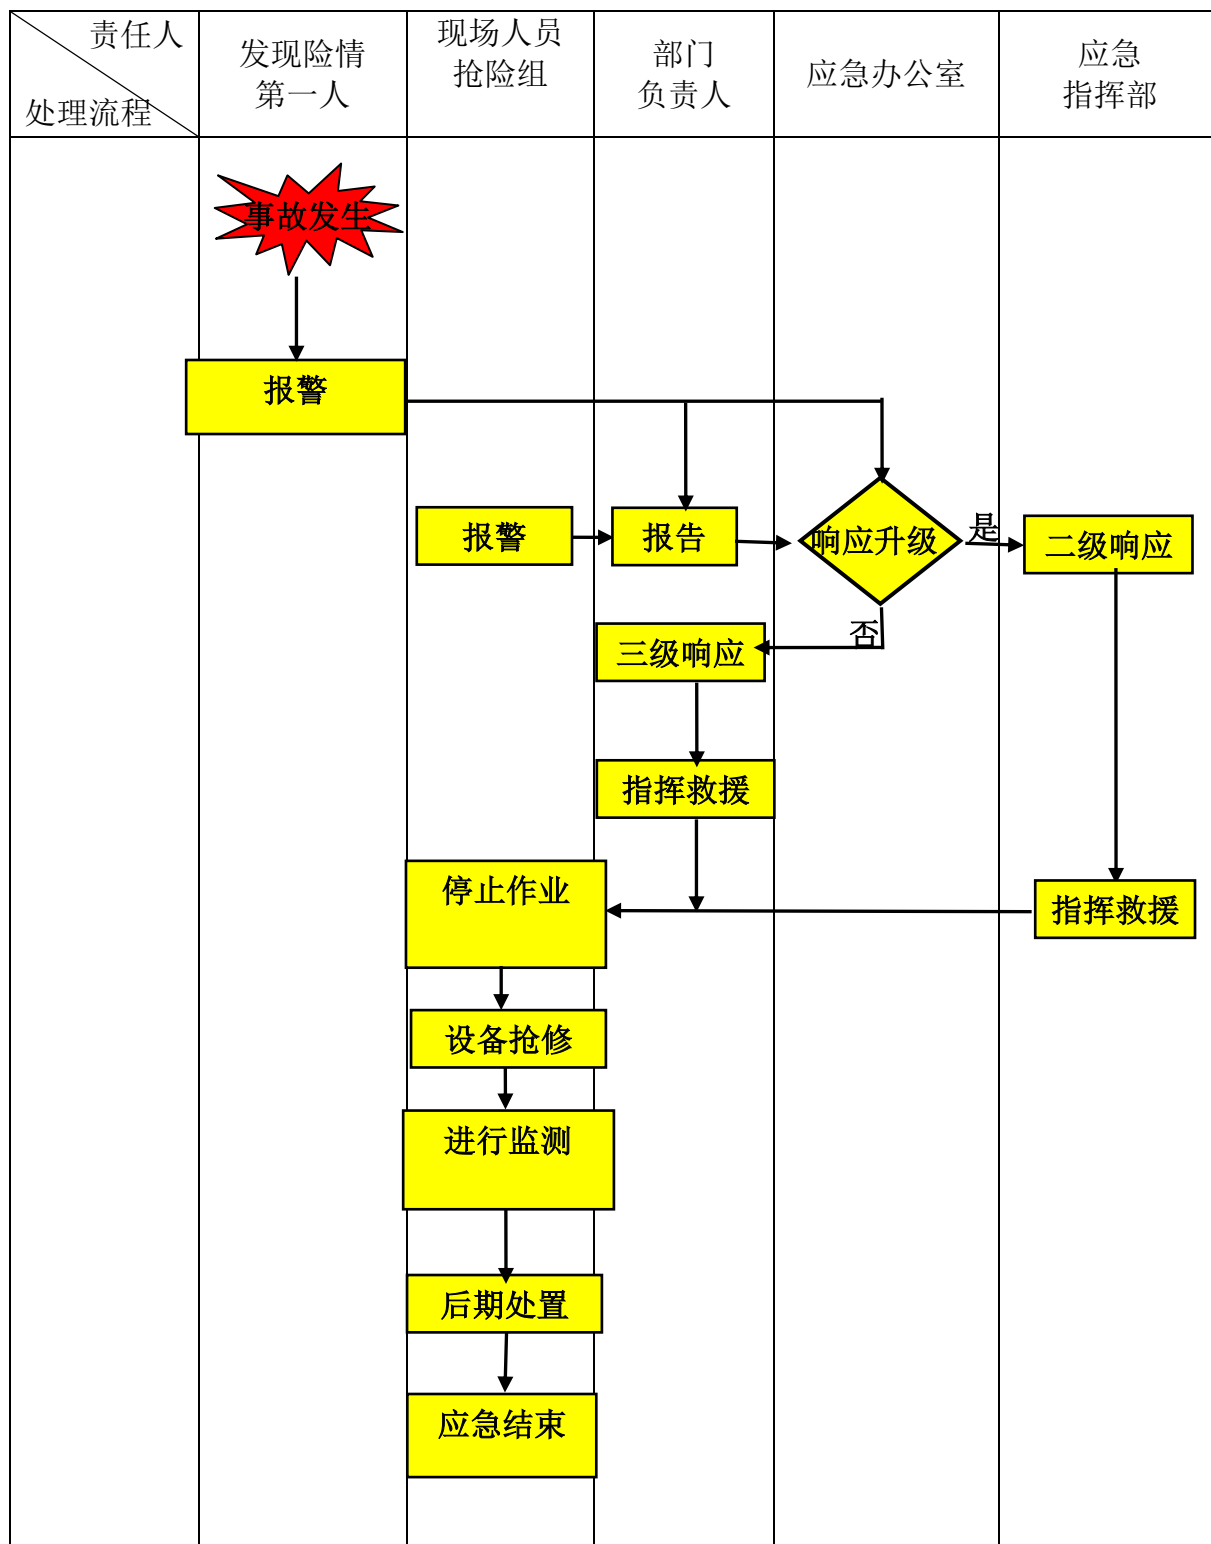 责任人
处理流程
发现险情
第一人
现场人员
抢险组
部门
负责人
应急办公室
应急
指挥部
事故发生
报警
报警
报告
响应升级
是
二级响应
否
三级响应
指挥救援
停止作业
指挥救援
设备抢修
进行监测
后期处置
应急结束